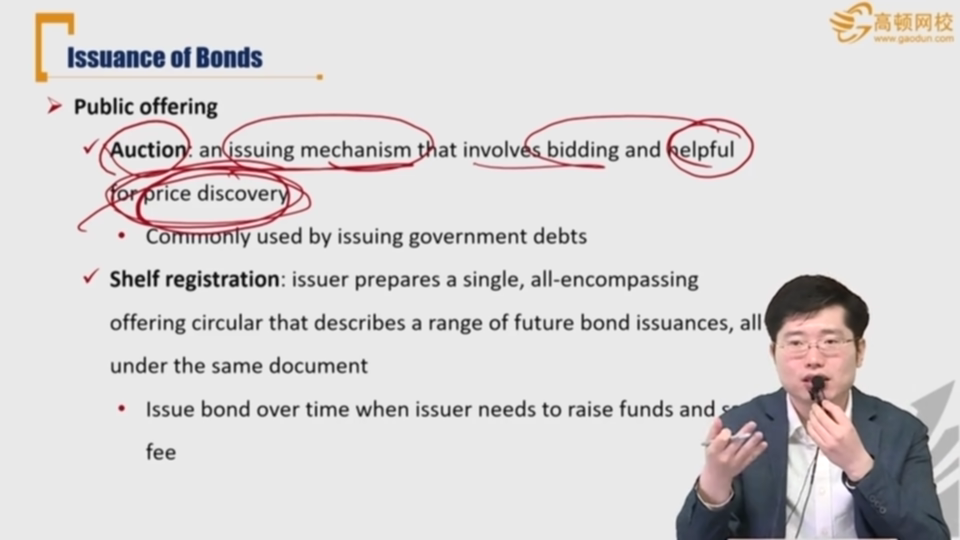 Issuance of Bonds
高顿网校
www.gaodun.com
Public offering
Auction: an issuing mechanism that involves bidding and helpful
for price discovery
Commonly used by issuing government debts
Shelf registration: issuer prepares a single, all-encompassing
offering circular that describes a range of future bond issuances, all
under the same document
Issue bond over time when issuer needs to raise funds and
fee